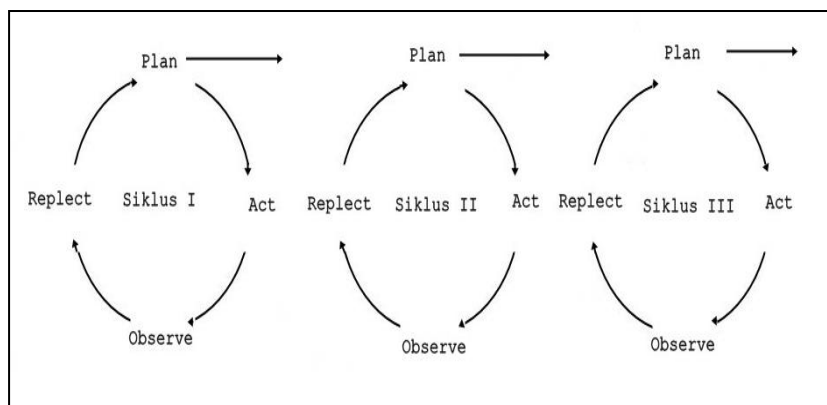 Plan
Replect
Siklus I
Act
Observe
Plan
Replect
Siklus II
Act
Observe
Plan
Replect
Siklus III
Act
Observe